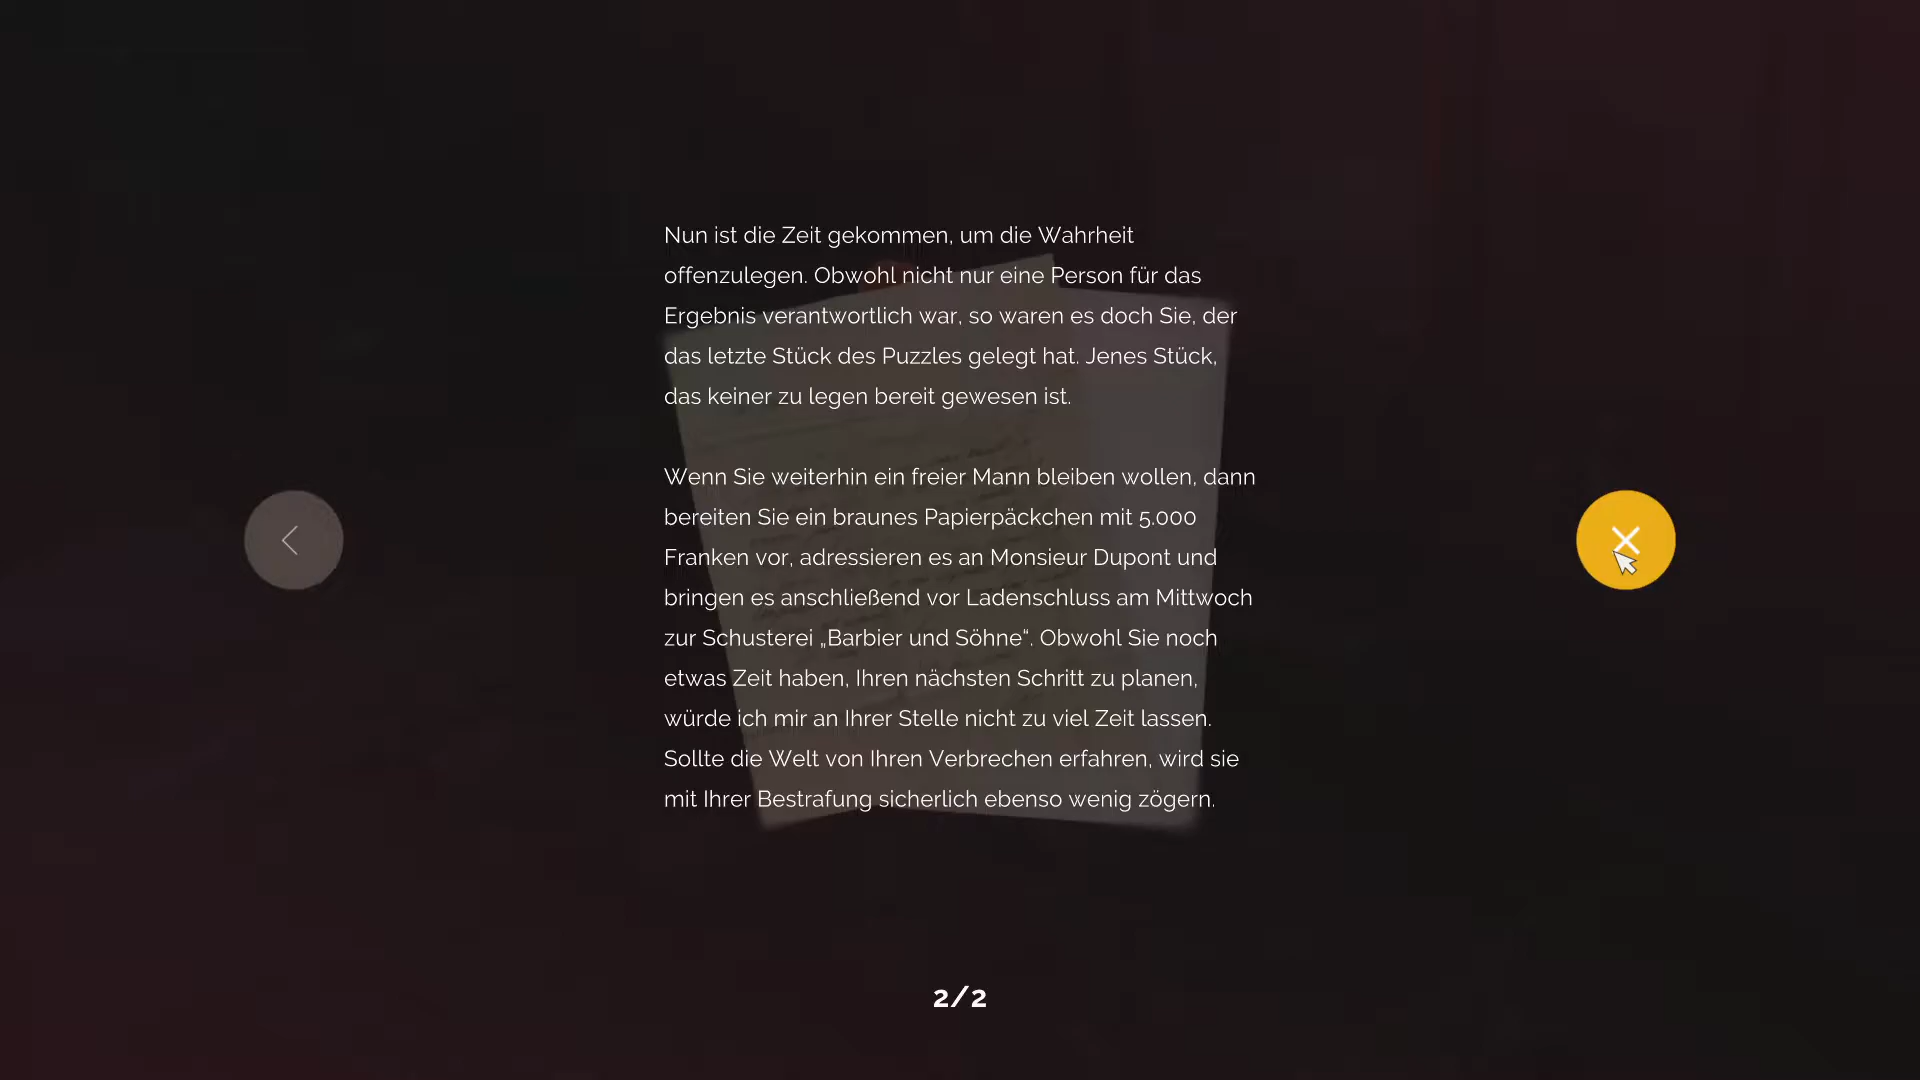 Nun ist die Zeit gekommen, um die Wahrheit
offenzulegen. Obwohl nicht nur eine Person für das
Ergebnis verantwortlich war, so waren es doch Sie, der
das letzte Stück des Puzzles gelegt hat. Jenes Stück,
das keiner zu legen bereit gewesen ist.
Wenn Sie weiterhin ein freier Mann bleiben wollen, dann
bereiten Sie ein braunes Papierpäckchen mit 5.000
Franken vor, adressieren es an Monsieur Dupont und
bringen es anschließend vor Ladenschluss am Mittwoch
zur Schusterei „Barbier und Söhne“. Obwohl Sie noch
etwas Zeit haben, Ihren nächsten Schritt zu planen,
würde ich mir an Ihrer Stelle nicht zu viel Zeit lassen.
Sollte die Welt von Ihren Verbrechen erfahren, wird sie
mit Ihrer Bestrafung sicherlich ebenso wenig zögern.
2/2